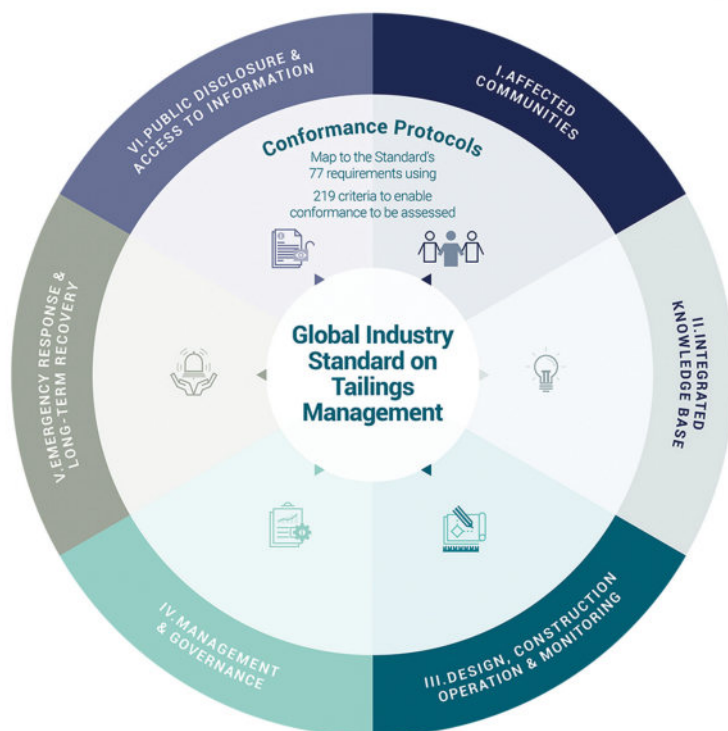 I.AFFECTED
COMMUNITIES
II.INTEGRATED
KNOWLEDGE BASE
III.DESIGN, CONSTRUCTION
OPERATION & MONITORING
IV.MANAGEMENT
& GOVERNANCE
V.EMERGENCY RESPONSE &
LONG-TERM RECOVERY
VI.PUBLIC DISCLOSURE &
ACCESS TO INFORMATION
Conformance Protocols
Map to the Standard's
77 requirements using
219 criteria to enable
conformance to be assessed
Global Industry
Standard on
Tailings
Management